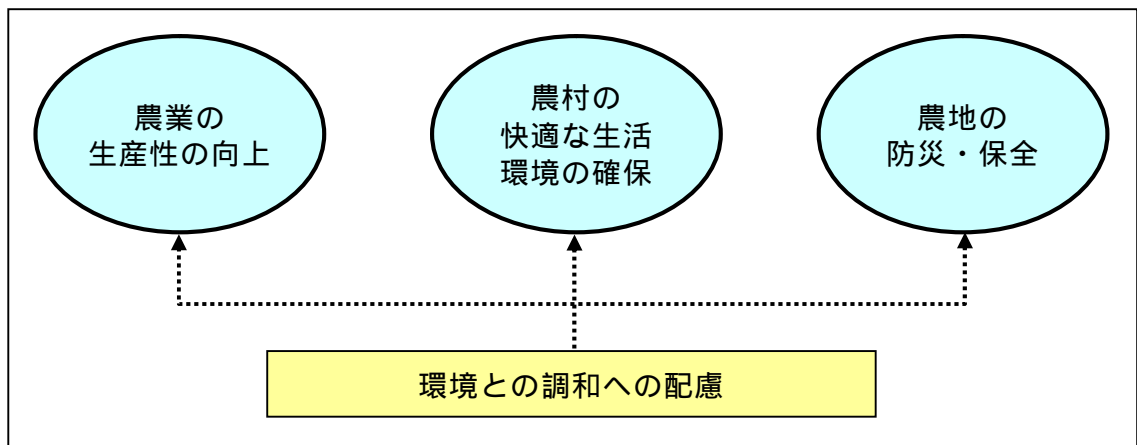 農業の
生産性の向上
農村の
快適な生活
環境の確保
農地の
防災・保全
環境との調和への配慮